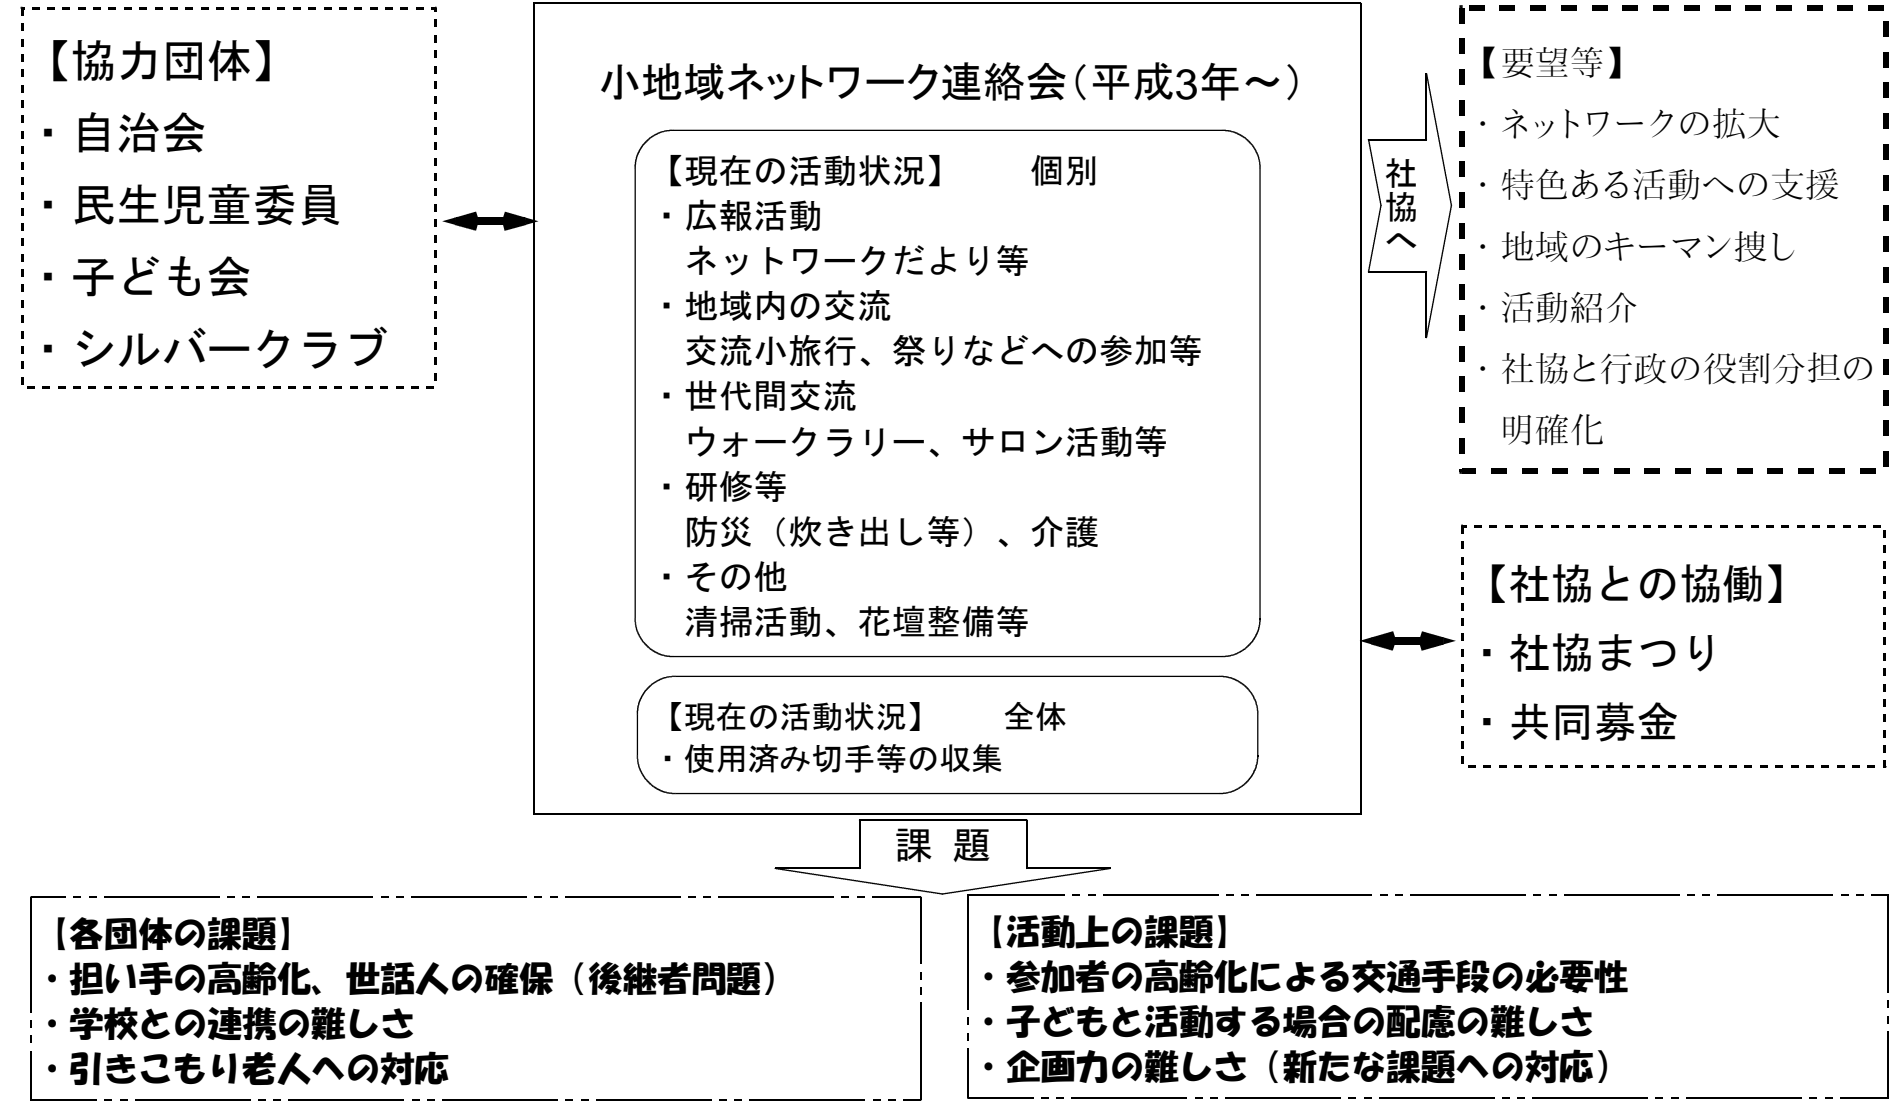 【協力団体】
・自治会
・民生児童委員
・子ども会
・シルバークラブ
小地域ネットワーク連絡会（平成3年～）
【現在の活動状況】　個別
・広報活動
ネットワークだより等
・地域内の交流
交流小旅行、祭りなどへの参加等
・世代間交流
ウォークラリー、サロン活動等
・研修等
防災（炊き出し等）、介護
・その他
清掃活動、花壇整備等
【現在の活動状況】　全体
・使用済み切手等の収集
社協へ
【要望等】
・ネットワークの拡大
・特色ある活動への支援
・地域のキーマン捜し
・活動紹介
・社協と行政の役割分担の
明確化
【社協との協働】
・社協まつり
・共同募金
課 題
【各団体の課題】
・担い手の高齢化、世話人の確保（後継者問題）
・学校との連携の難しさ
・引きこもり老人への対応
【活動上の課題】
・参加者の高齢化による交通手段の必要性
・子どもと活動する場合の配慮の難しさ
・企画力の難しさ（新たな課題への対応）